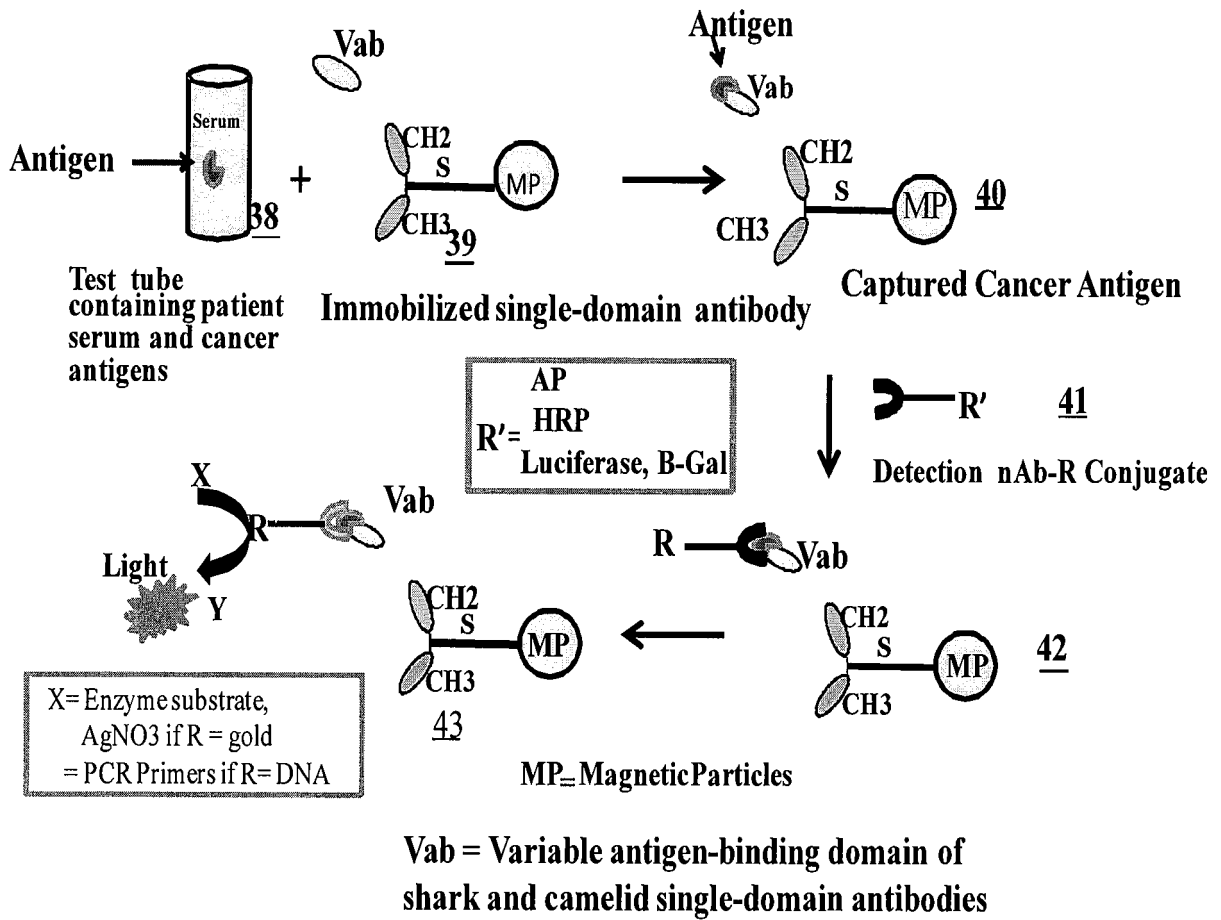 Vab
Antigen
Serum
Antigen
+
38
CH2
S
MP
CH3
39
Vab
CH2
S
MP
CH3
40
Test tube
containing patient
serum and cancer
antigens
Immobilized single-domain antibody
Captured Cancer Antigen
R'=
AP
HRP
Luciferase, B-Gal
R'
41
Detection nAb-R Conjugate
X
R
Vab
Light
Y
R
Vab
CH2
S
MP
CH3
43
CH2
S
MP
CH3
42
X= Enzyme substrate,
AgNO3 if R = gold
= PCR Primers if R= DNA
MP= Magnetic Particles
Vab = Variable antigen-binding domain of
shark and camelid single-domain antibodies